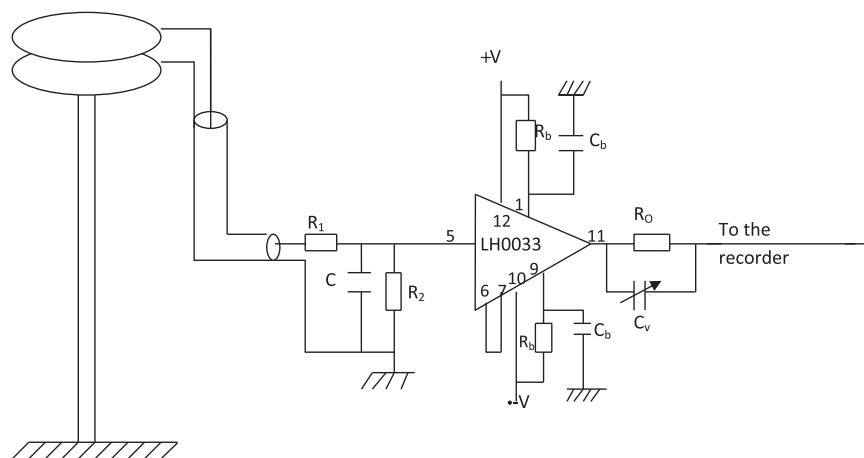 +V
R_b
C_b
R_1
5
12
1
LH0033
11
R_O
To the
recorder
C
R_2
6
7
10
9
C_v
R_b
C_b
•-V